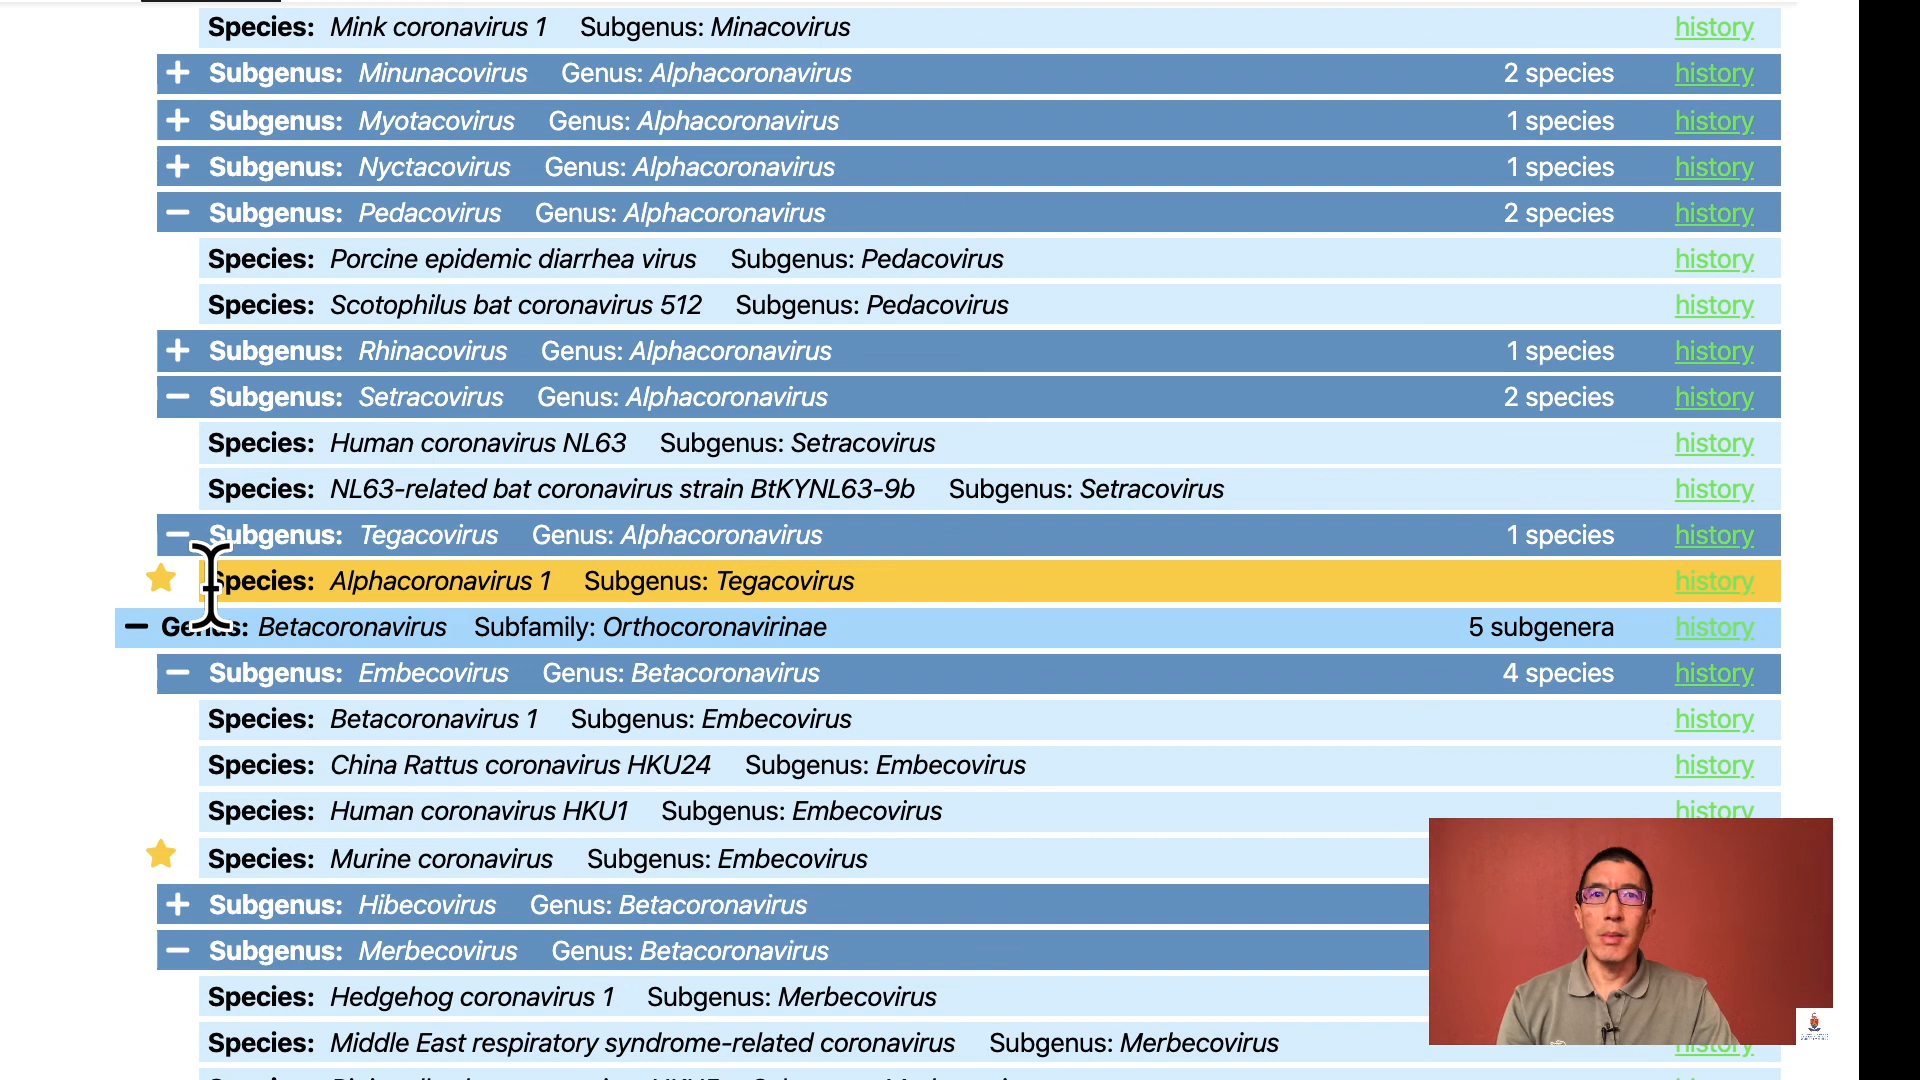 Species: Mink coronavirus 1 Subgenus: Minacovirus history
Subgenus: Minunacovirus Genus: Alphacoronavirus 2 species history
Subgenus: Myotacovirus Genus: Alphacoronavirus 1 species history
Subgenus: Nyctacovirus Genus: Alphacoronavirus 1 species history
Subgenus: Pedacovirus Genus: Alphacoronavirus 2 species history
Species: Porcine epidemic diarrhea virus Subgenus: Pedacovirus history
Species: Scotophilus bat coronavirus 512 Subgenus: Pedacovirus history
Subgenus: Rhinacovirus Genus: Alphacoronavirus 1 species history
Subgenus: Setracovirus Genus: Alphacoronavirus 2 species history
Species: Human coronavirus NL63 Subgenus: Setracovirus history
Species: NL63-related bat coronavirus strain BtKYNL63-9b Subgenus: Setracovirus history
Subgenus: Tegacovirus Genus: Alphacoronavirus 1 species history
Species: Alphacoronavirus 1 Subgenus: Tegacovirus history
Genus: Betacoronavirus Subfamily: Orthocoronavirinae 5 subgenera history
Subgenus: Embecovirus Genus: Betacoronavirus 4 species history
Species: Betacoronavirus 1 Subgenus: Embecovirus history
Species: China Rattus coronavirus HKU24 Subgenus: Embecovirus history
Species: Human coronavirus HKU1 Subgenus: Embecovirus history
Species: Murine coronavirus Subgenus: Embecovirus
Subgenus: Hibecovirus Genus: Betacoronavirus
Subgenus: Merbecovirus Genus: Betacoronavirus
Species: Hedgehog coronavirus 1 Subgenus: Merbecovirus
Species: Middle East respiratory syndrome-related coronavirus Subgenus: Merbecovirus history